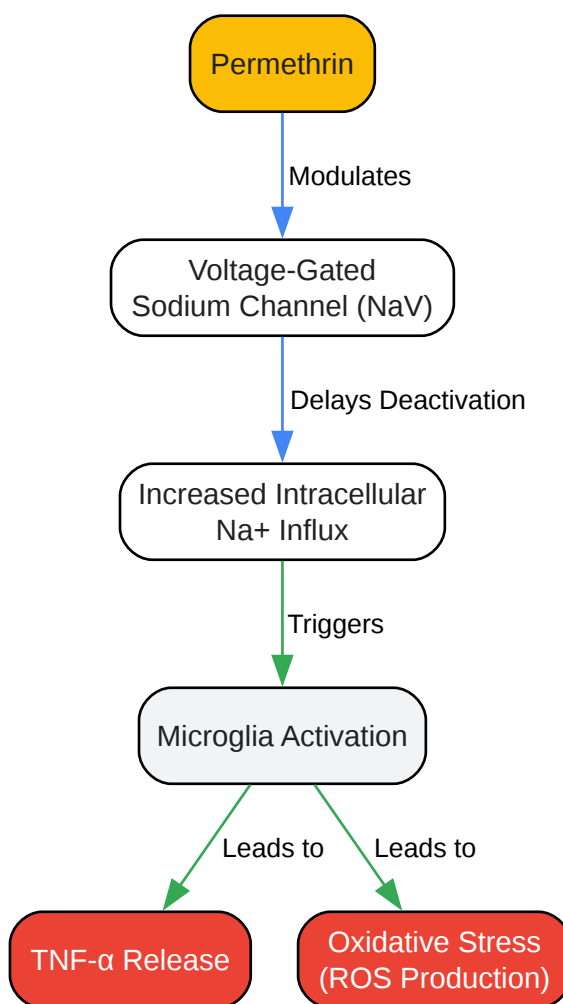 Permethrin
Modulates
Voltage-Gated
Sodium Channel (NaV)
Delays Deactivation
Increased Intracellular
Na+ Influx
Triggers
Microglia Activation
Leads to
Leads to
TNF-α Release
Oxidative Stress
(ROS Production)